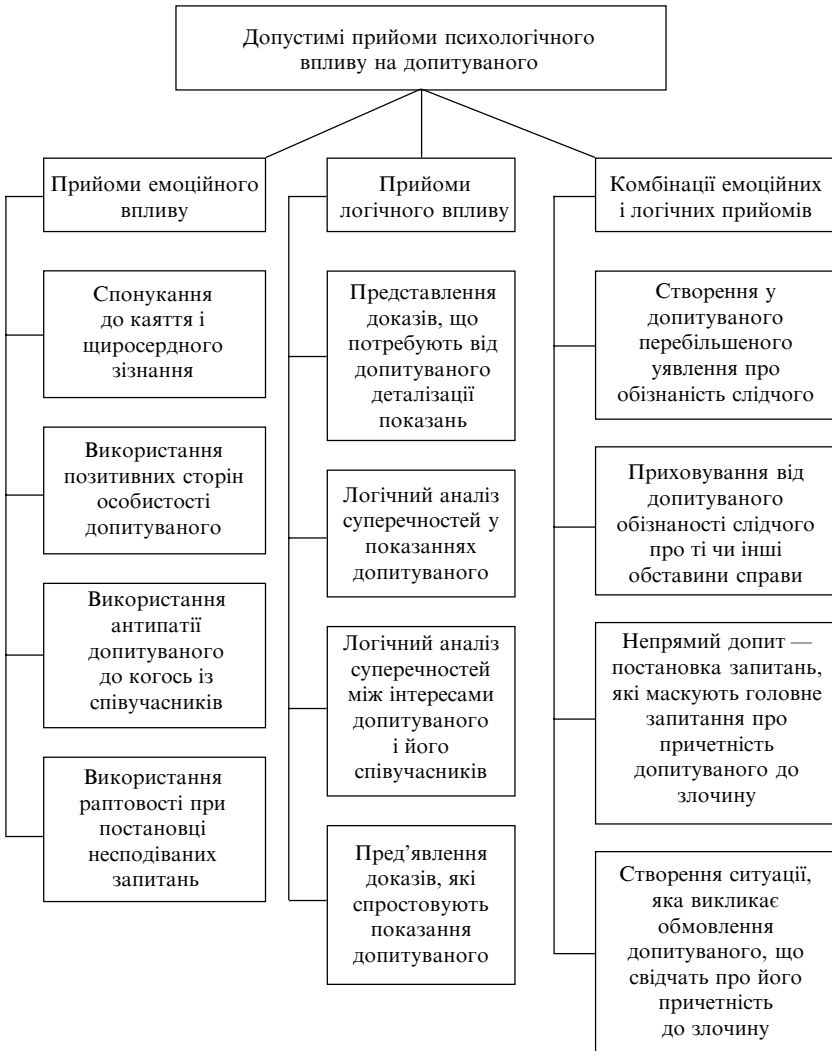 Допустимі прийоми психологічного
впливу на допитуваного
Прийоми емоційного
впливу
Спонукання
до каяття і
щиросердного
зізнання
Використання
позитивних сторін
особистості
допитуваного
Використання
антипатії
допитуваного
до когось із
співучасників
Використання
раптовості при
постановці
несподіваних
запитань
Прийоми
логічного впливу
Представлення
доказів, що
потребують від
допитуваного
деталізації
показань
Логічний аналіз
суперечностей у
показаннях
допитуваного
Логічний аналіз
суперечностей
між інтересами
допитуваного
і його
співучасників
Пред’явлення
доказів, які
спростовують
показання
допитуваного
Комбінації емоційних
і логічних прийомів
Створення у
допитуваного
перебільшеного
уявлення про
обізнаність слідчого
Приховування від
допитуваного
обізнаності слідчого
про ті чи інші
обставини справи
Непрямий допит —
постановка запитань,
які маскують головне
запитання про
причетність
допитуваного до
злочину
Створення ситуації,
яка викликає
обмовлення
допитуваного, що
свідчать про його
причетність
до злочину